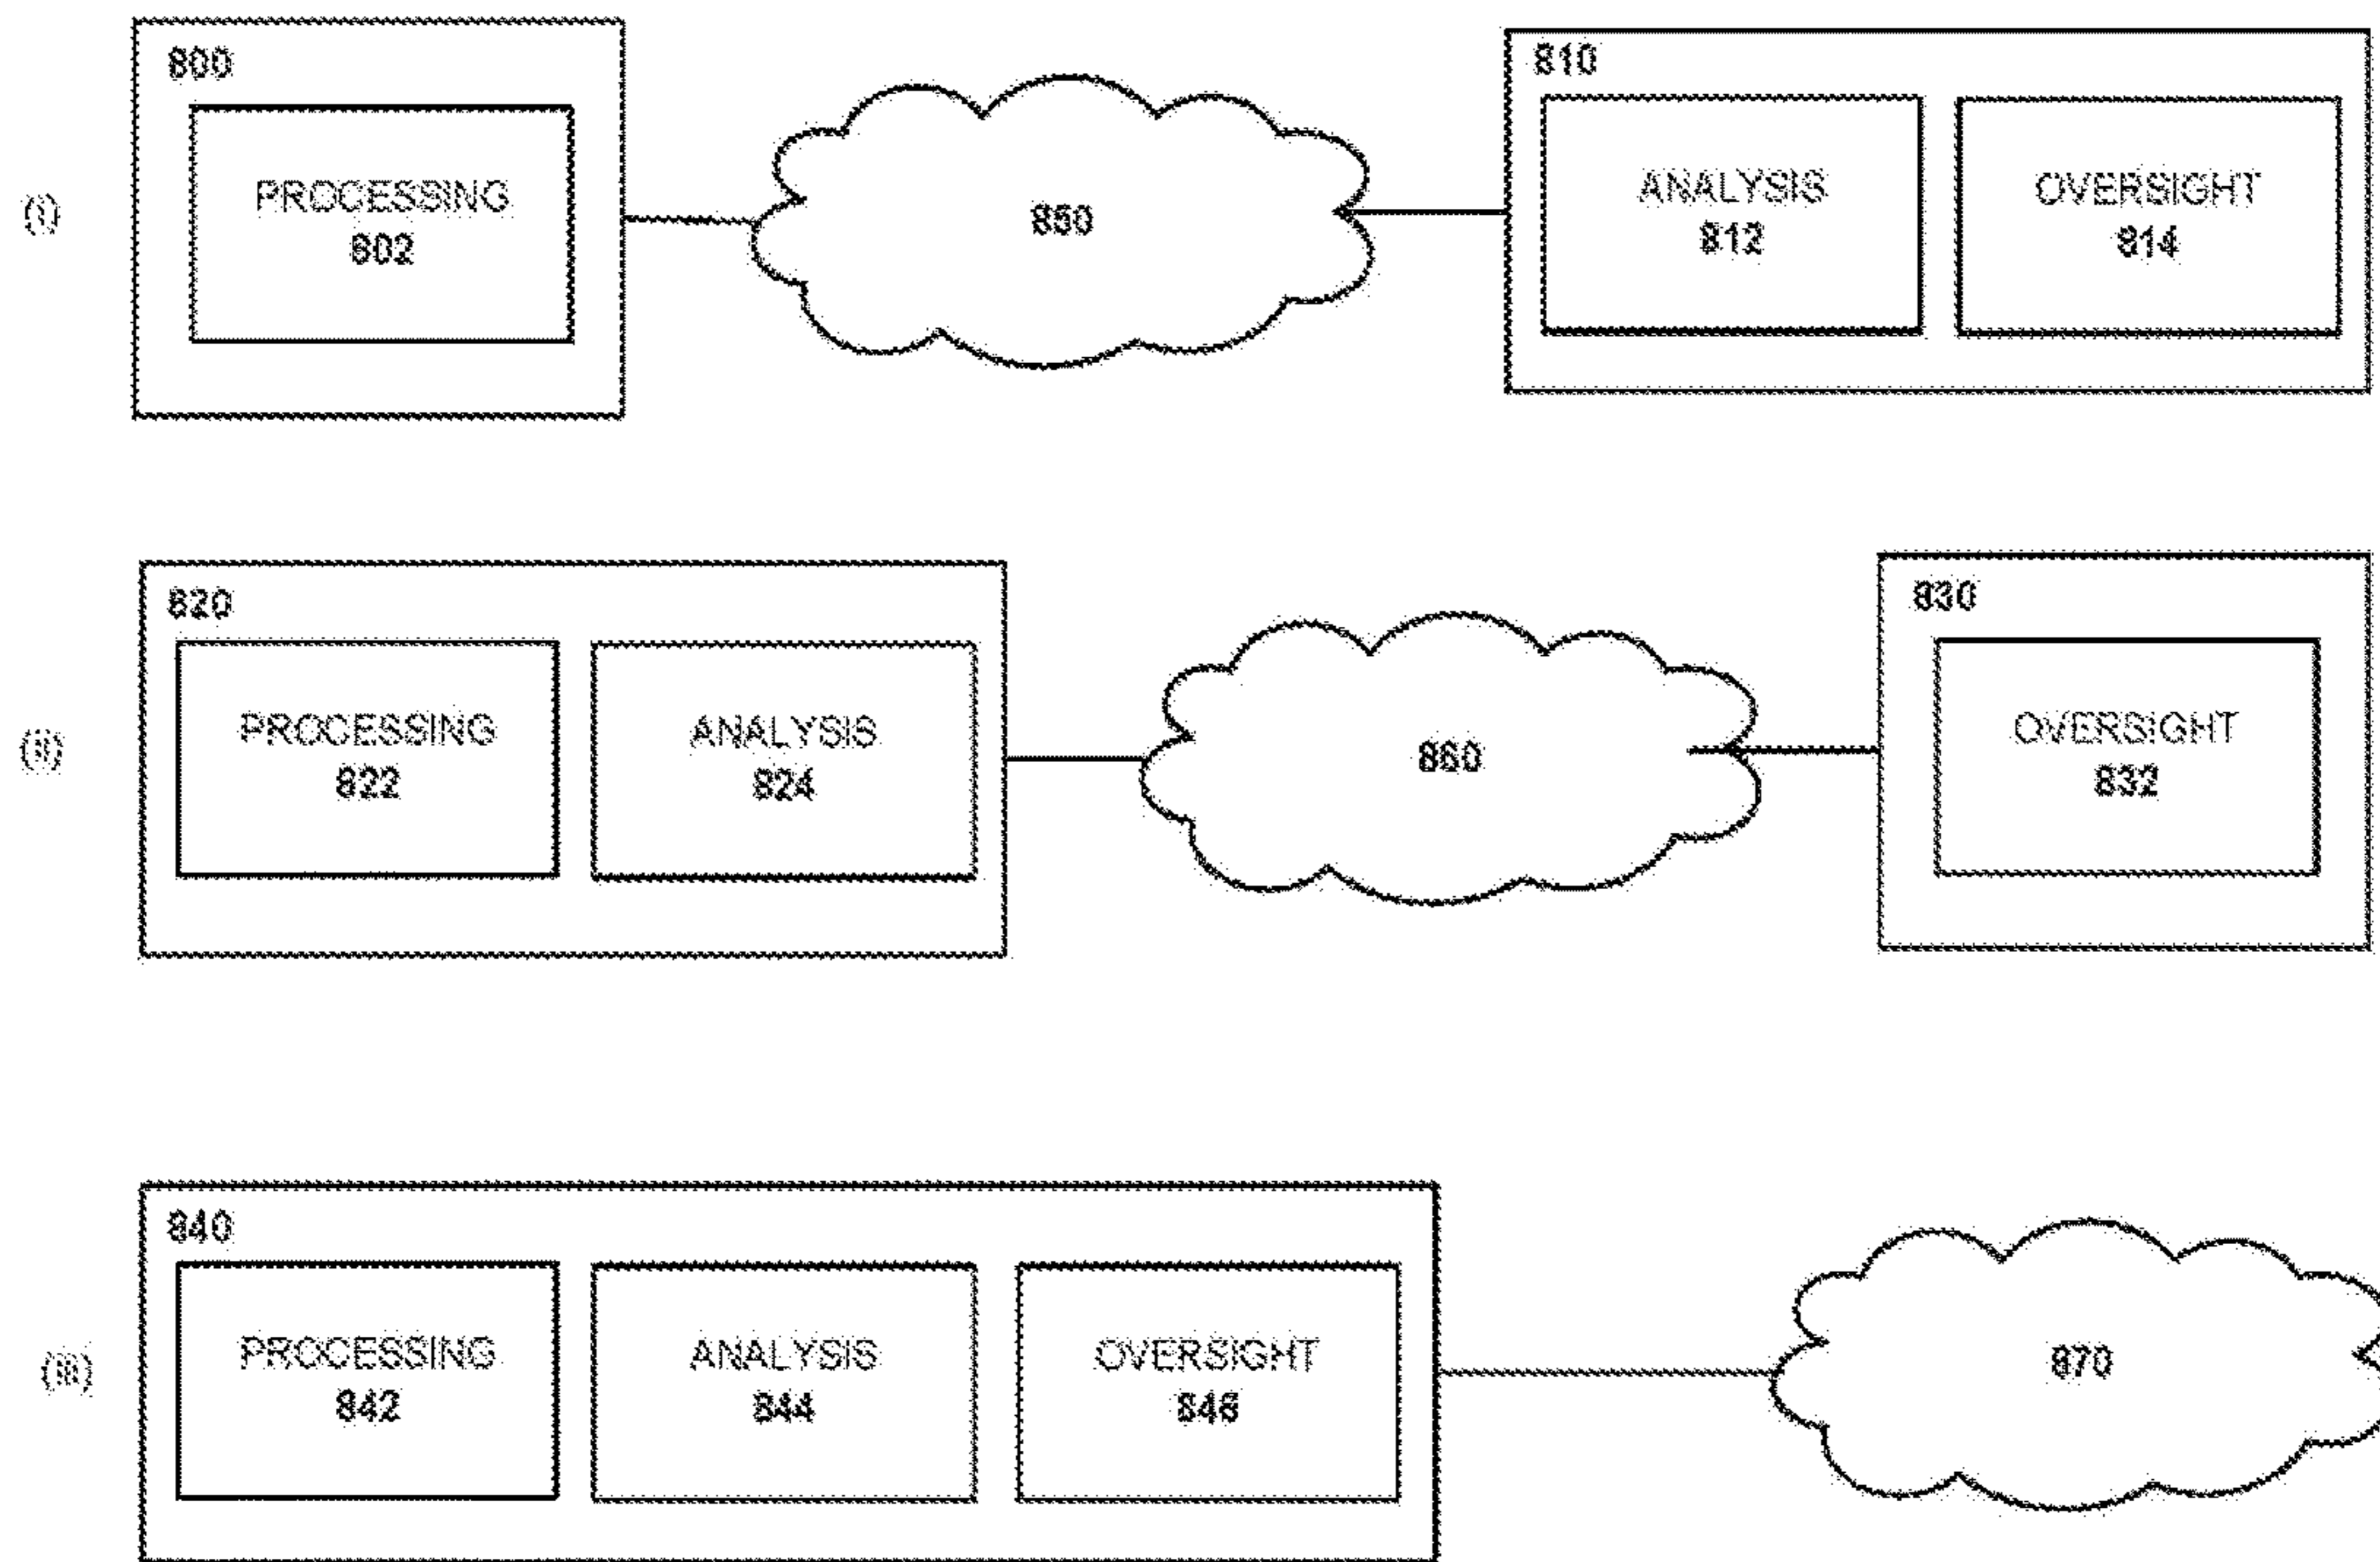 800
810
(i)
PROCESSING
802
850
ANALYSIS
812
OVERSIGHT
814
820
830
(ii)
PROCESSING
822
ANALYSIS
824
860
OVERSIGHT
832
840
(iii)
PROCESSING
842
ANALYSIS
844
OVERSIGHT
846
870